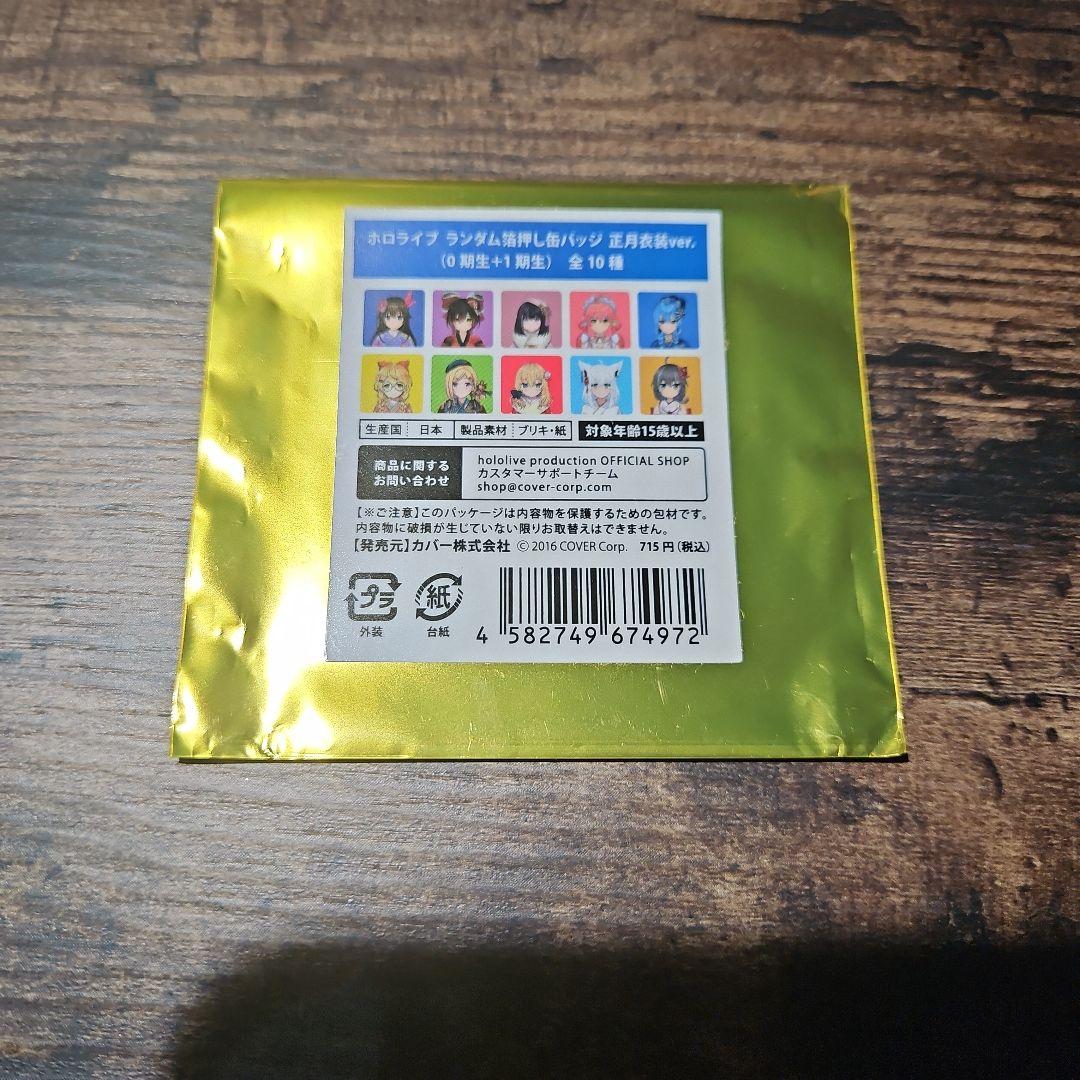 ホロライブ ランダム箔押し缶バッジ 正月衣装ver.
(0期生+1期生) 全10種
生産国 日本 製品素材 ブリキ・紙 対象年齢15歳以上
商品に関する
お問い合わせ
hololive production OFFICIAL SHOP
カスタマーサポートチーム
shop@cover-corp.com
【※ご注意】このパッケージは内容物を保護するための包材です。
内容物に破損が生じていない限りお取替えはできません。
【発売元】カバー株式会社 © 2016 COVER Corp. 715円(税込)
プラ 紙
外装 台紙
4 582749 674972